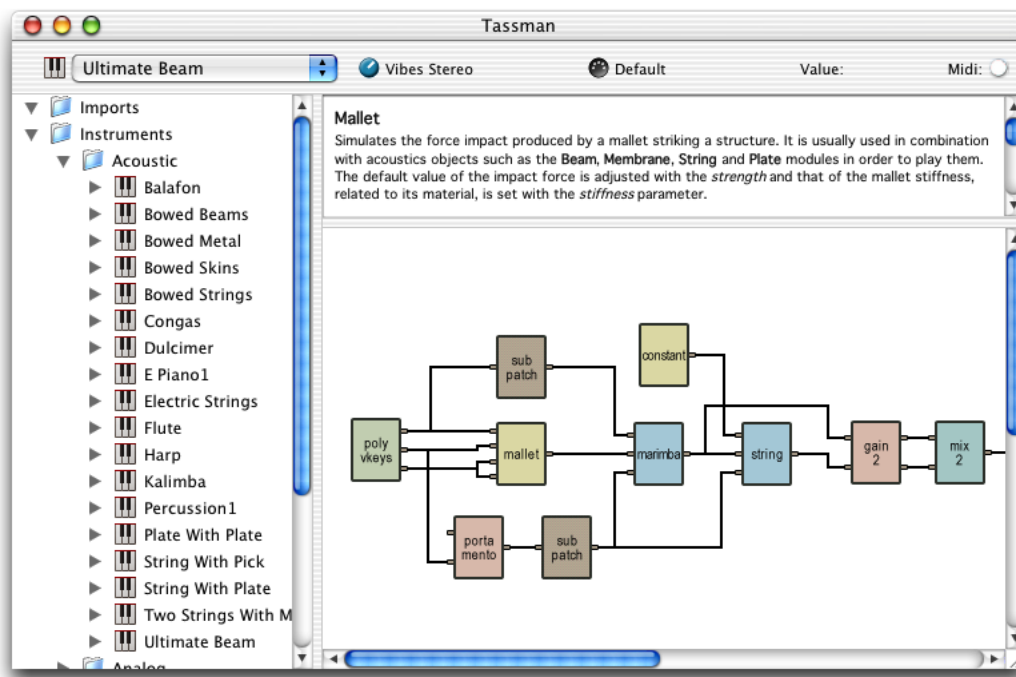 Tassman
Ultimate Beam
Vibes Stereo
Default
Value:
Midi:
Imports
Instruments
Acoustic
Balafon
Bowed Beams
Bowed Metal
Bowed Skins
Bowed Strings
Congas
Dulcimer
E Piano1
Electric Strings
Flute
Harp
Kalimba
Percussion1
Plate With Plate
String With Pick
String With Plate
Two Strings With M
Ultimate Beam
Analog
Mallet
Simulates the force impact produced by a mallet striking a structure. It is usually used in combination
with acoustics objects such as the Beam, Membrane, String and Plate modules in order to play them.
The default value of the impact force is adjusted with the strength and that of the mallet stiffness,
related to its material, is set with the stiffness parameter.
constant
sub
patch
poly
vkeys
mallet
marimba
string
gain
2
mix
2
porta
mento
sub
patch